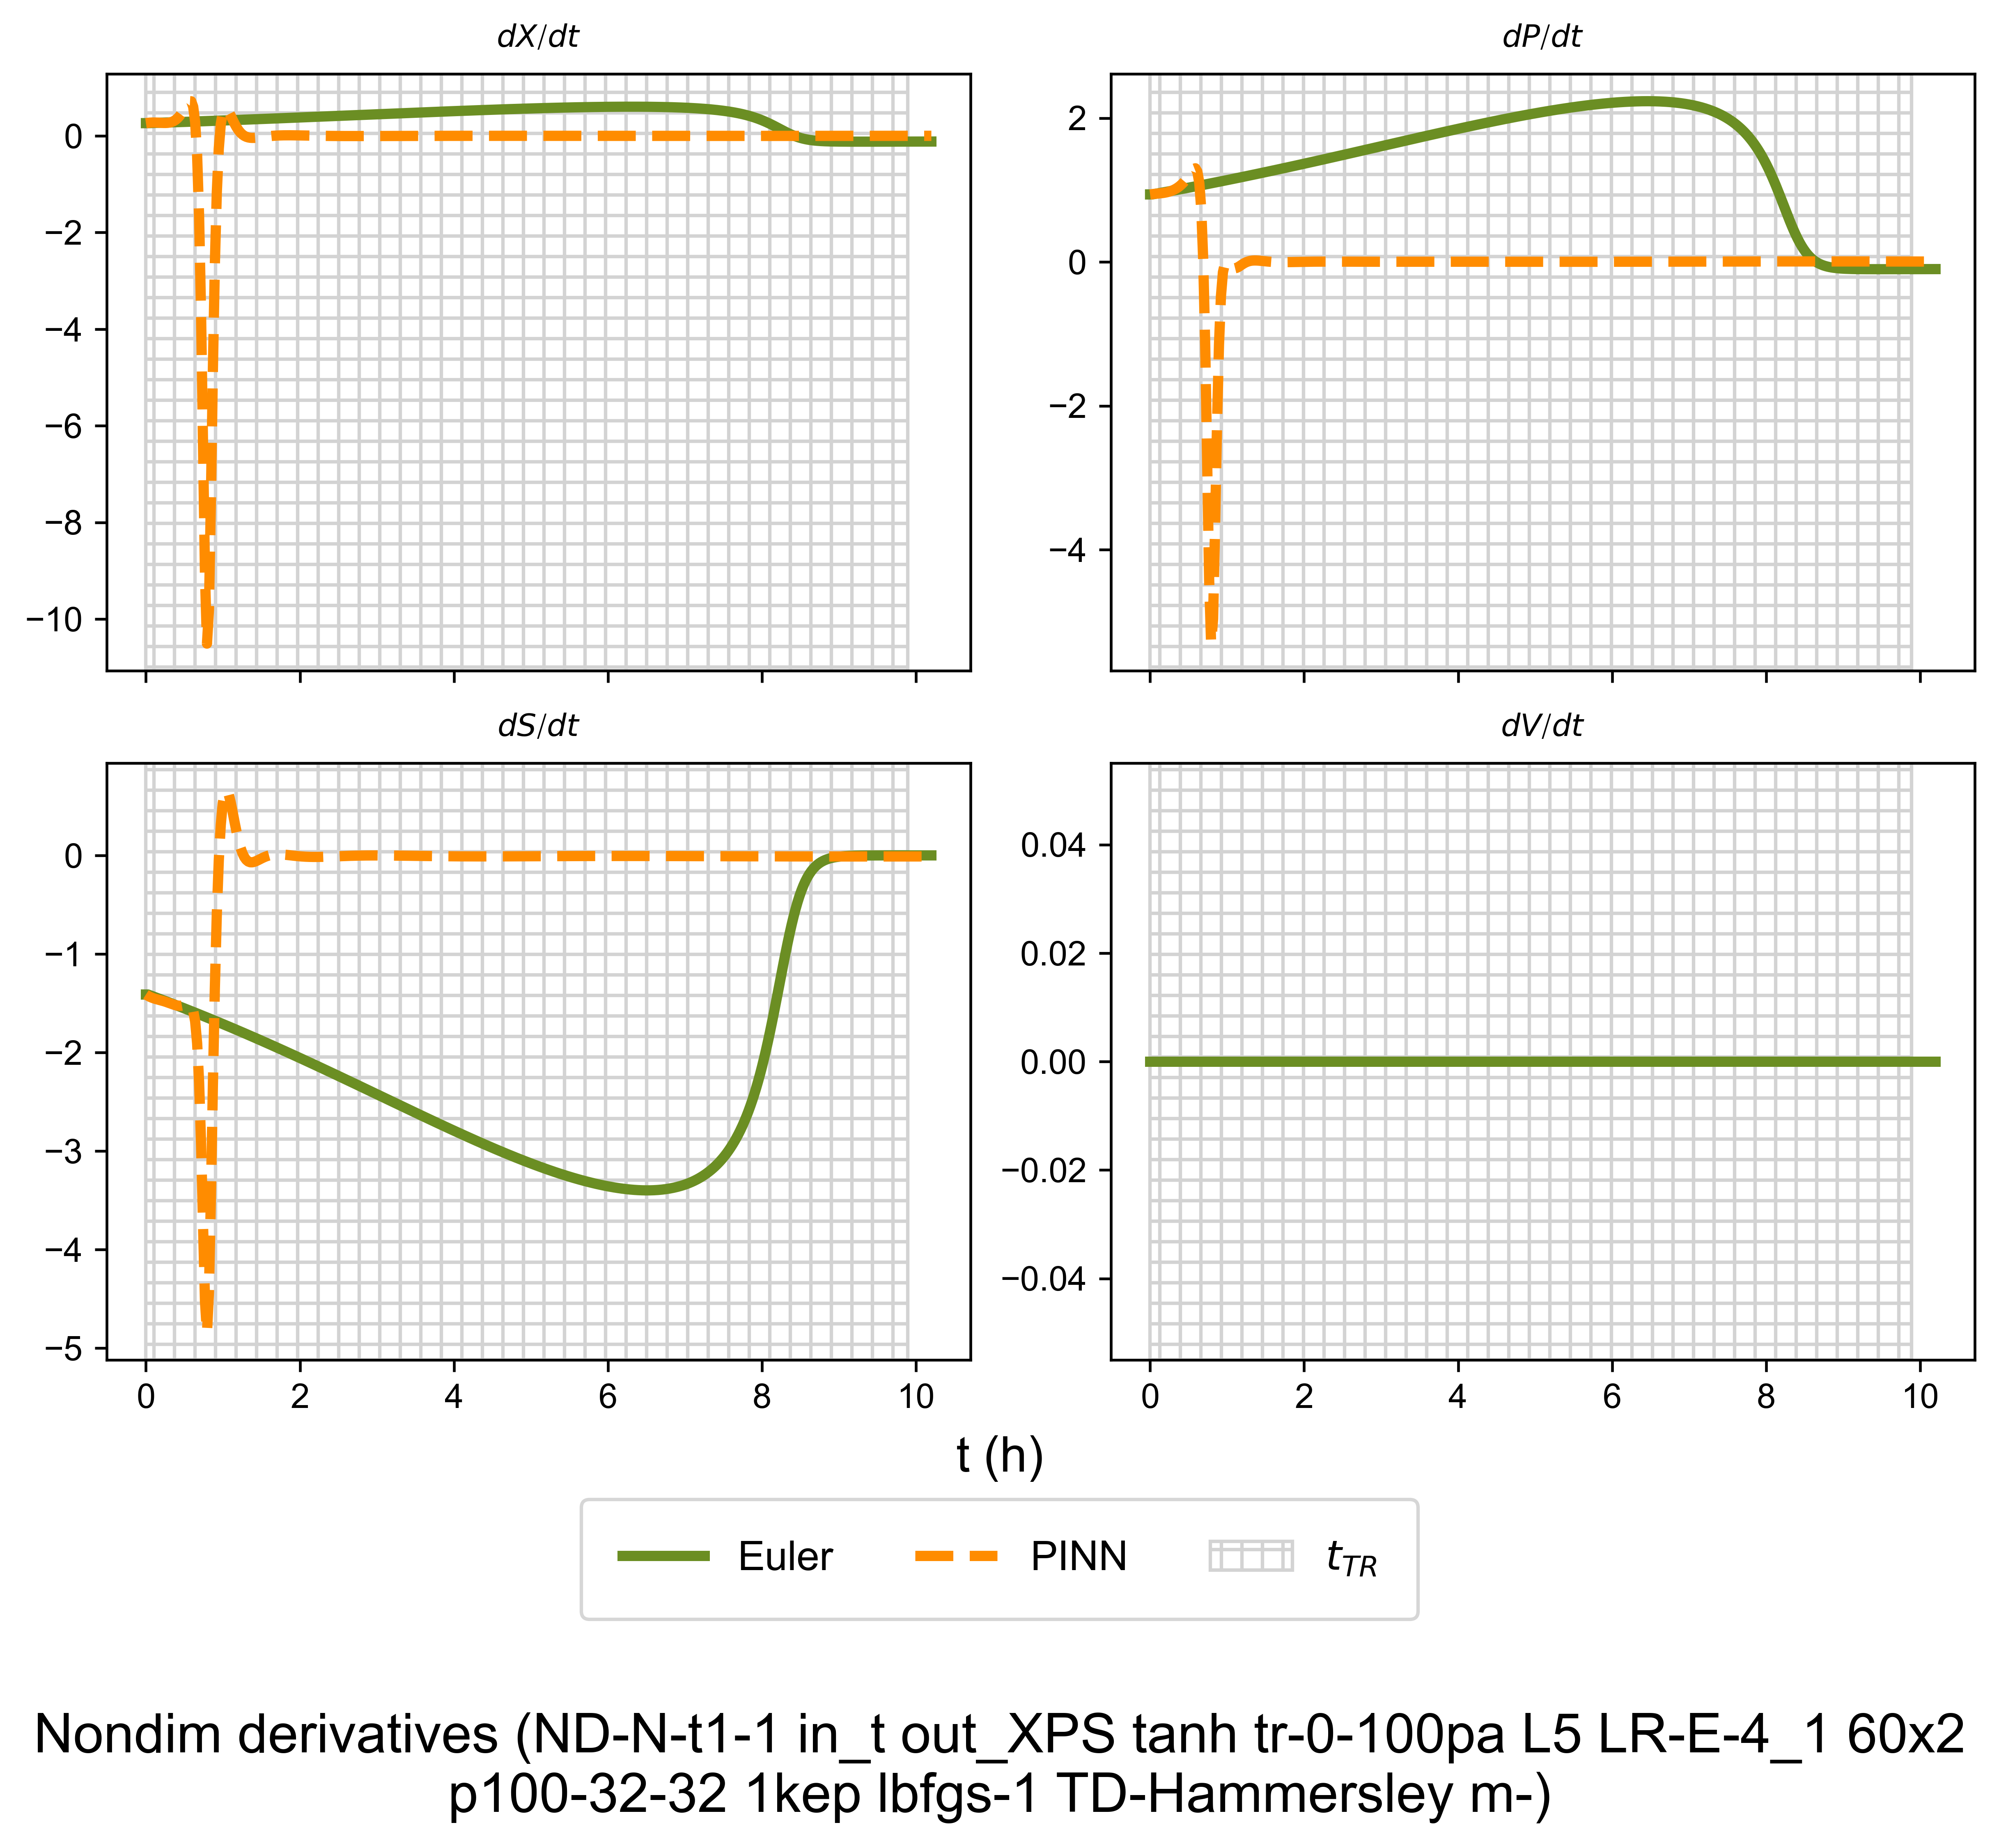 dX/dt
dP/dt
0
−2
−4
−6
−8
−10
2
0
−2
−4
dS/dt
dV/dt
0
−1
−2
−3
−4
−5
0.04
0.02
0.00
−0.02
−0.04
0 2 4 6 8 10
0 2 4 6 8 10
t (h)
Euler PINN t_{TR}
Nondim derivatives (ND-N-t1-1 in_t out_XPS tanh tr-0-100pa L5 LR-E-4_1 60x2
p100-32-32 1kep lbfgs-1 TD-Hammersley m-)